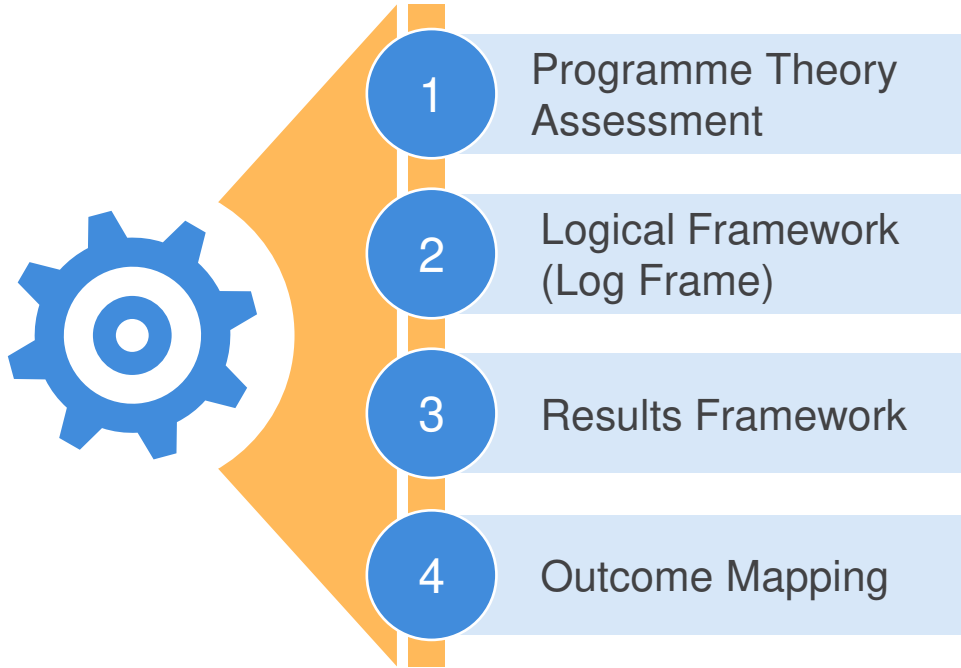 1
Programme Theory
Assessment
2
Logical Framework
(Log Frame)
3
Results Framework
4
Outcome Mapping